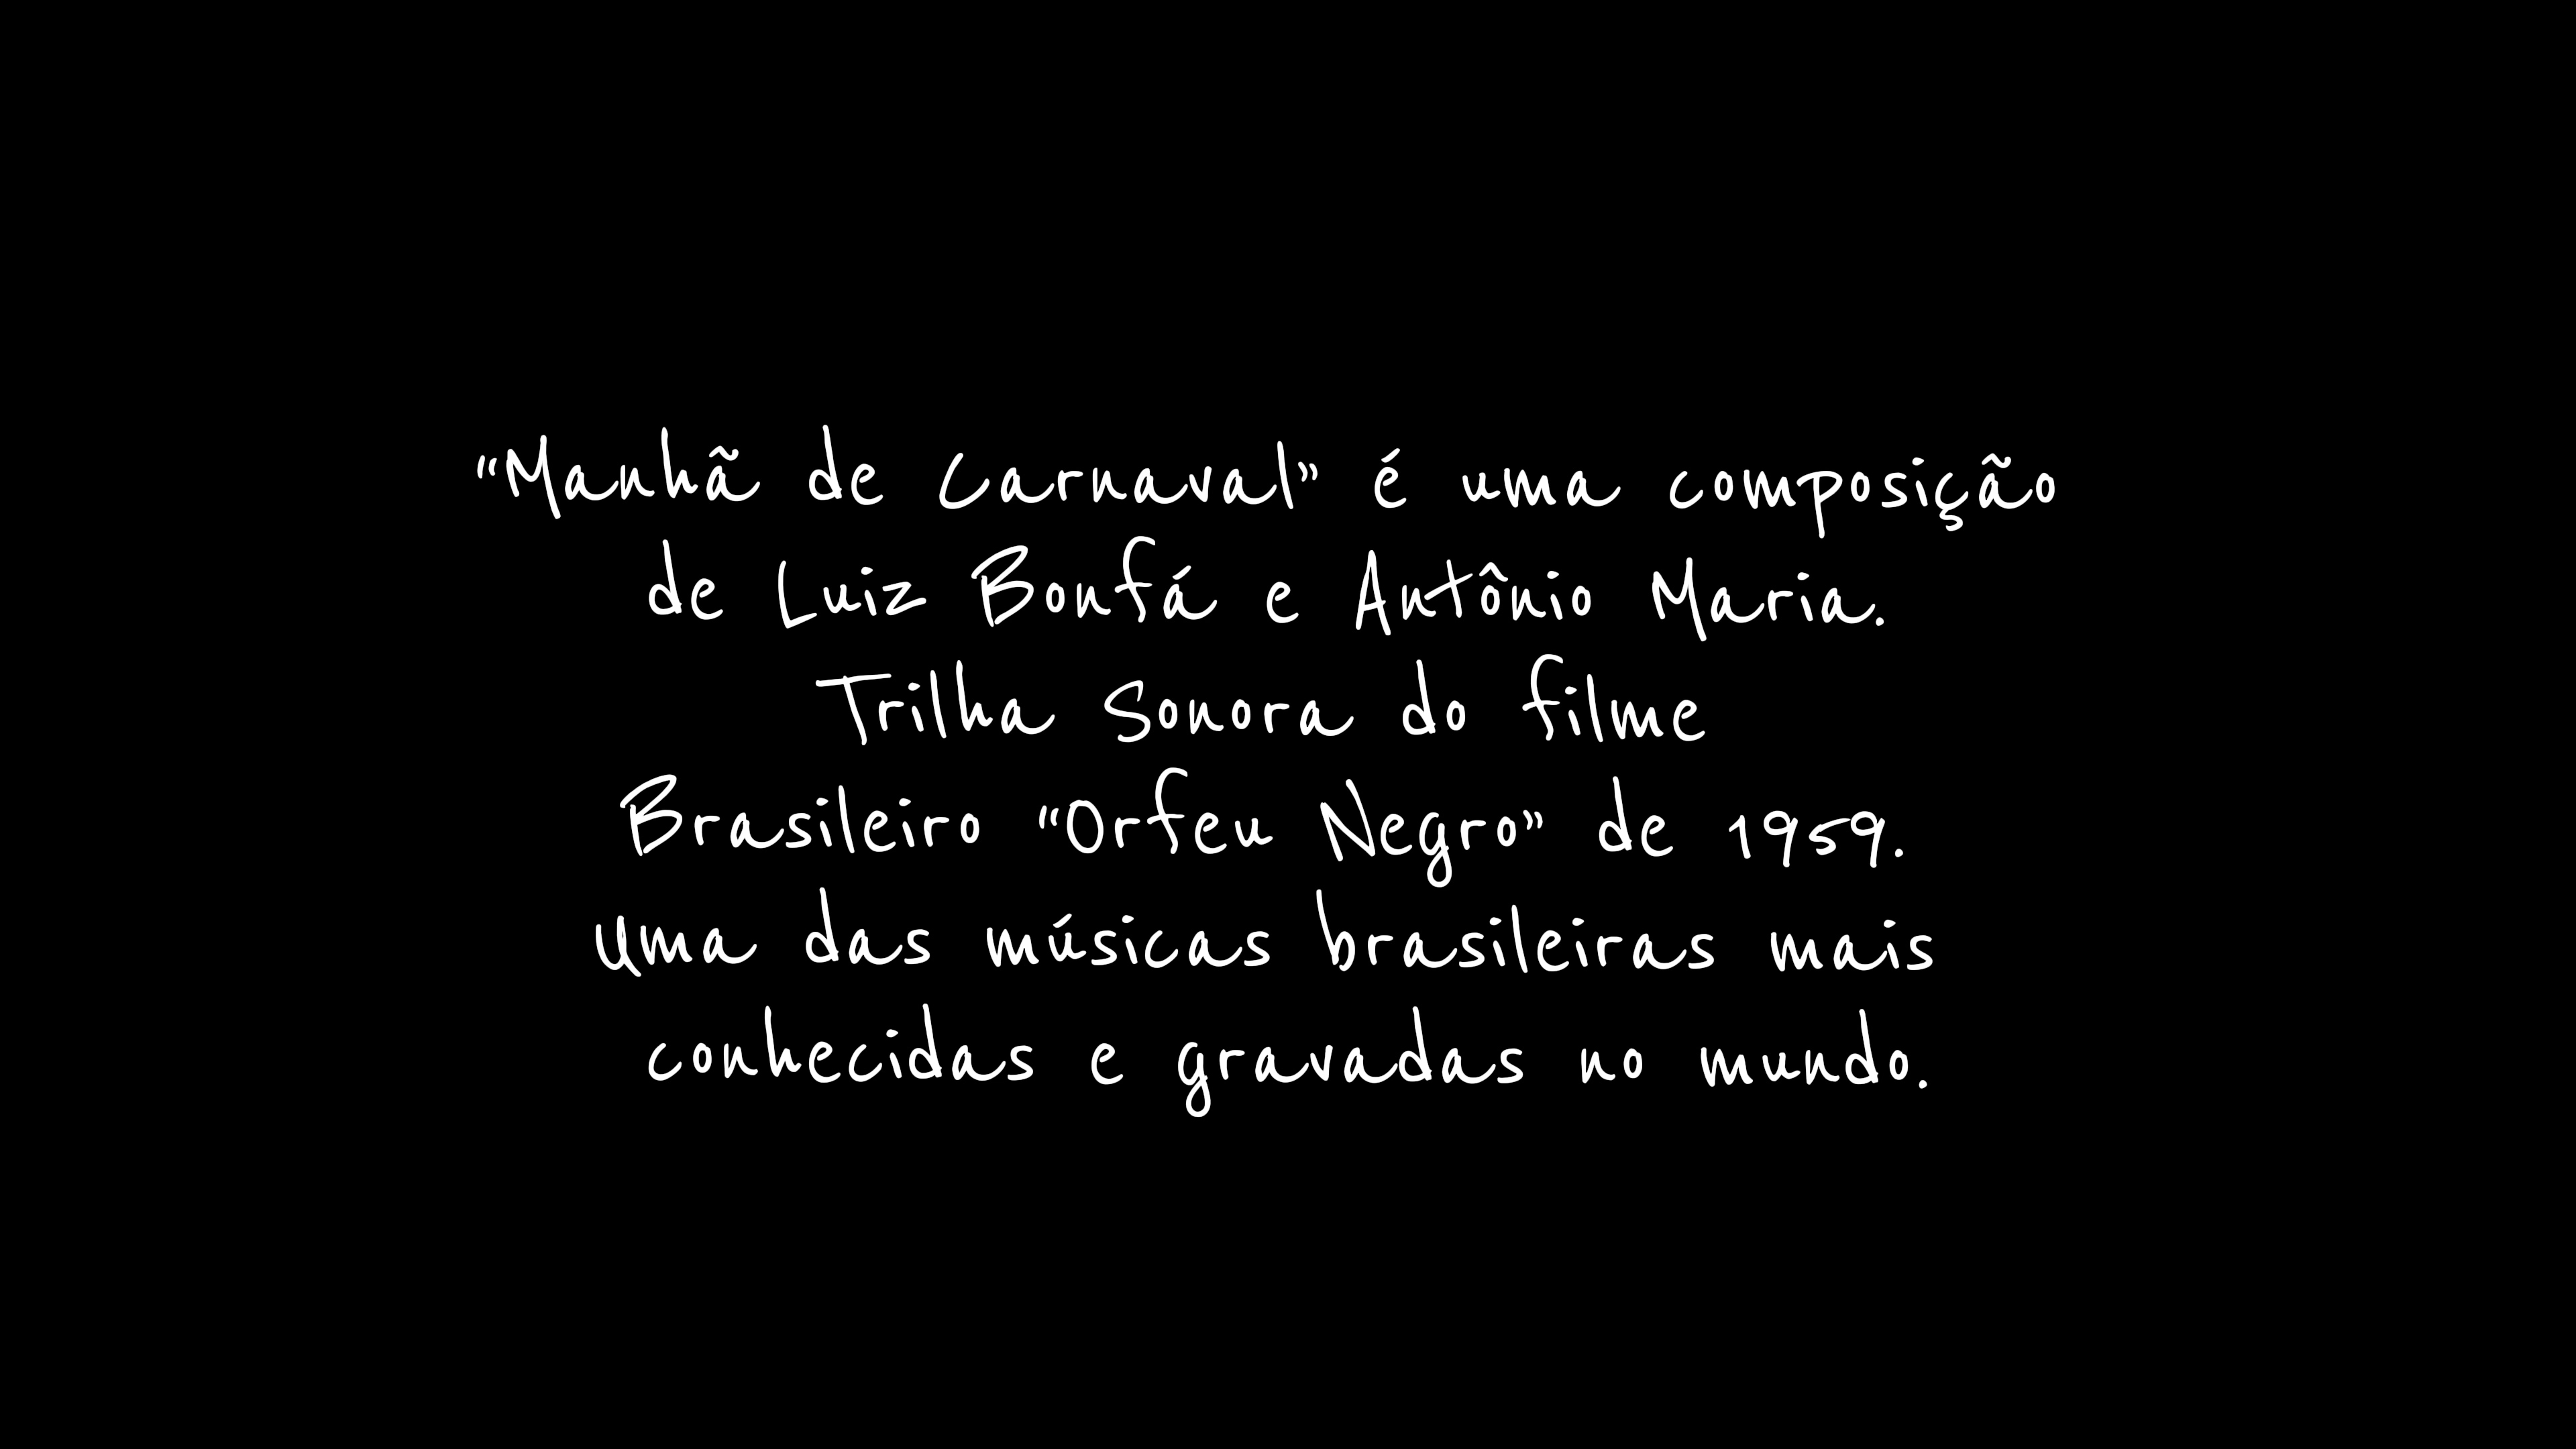 "Manhã de Carnaval" é uma composição
de Luiz Bonfá e Antônio Maria.
Trilha Sonora do filme
Brasileiro "Orfeu Negro" de 1959.
Uma das músicas brasileiras mais
conhecidas e gravadas no mundo.